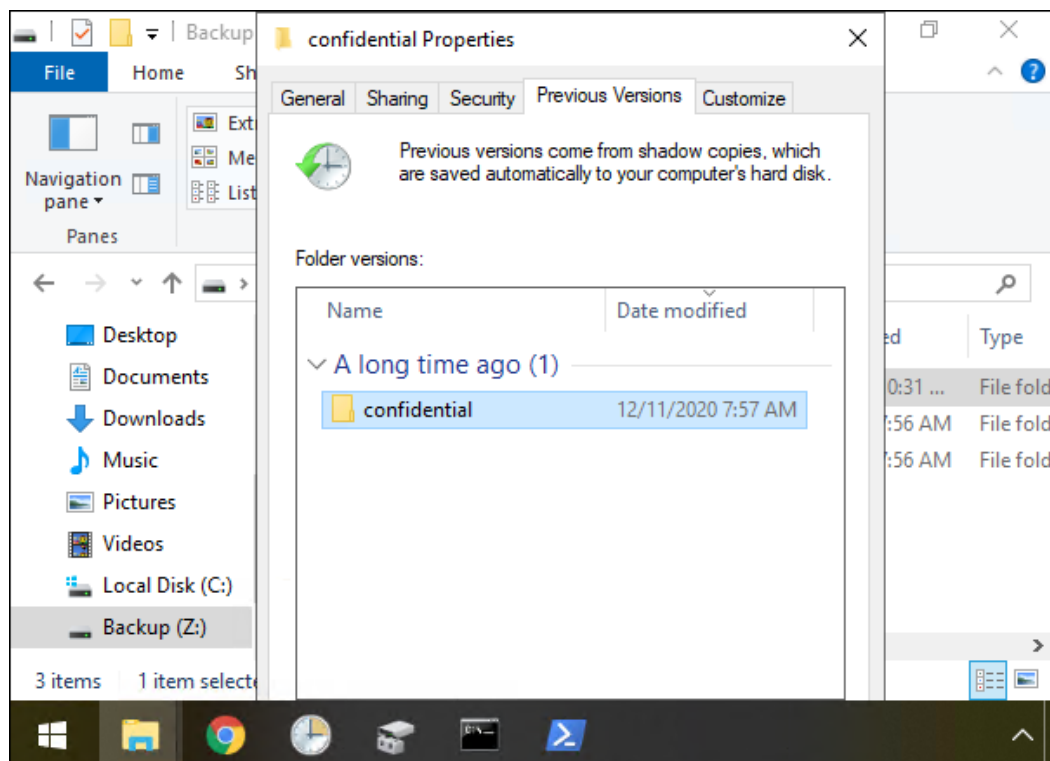 Backup
confidential Properties
File
Home
Sh
General
Sharing
Security
Previous Versions
Customize
Ext
Me
List
Navigation
pane
Panes
Previous versions come from shadow copies, which
are saved automatically to your computer's hard disk.
Folder versions:
Name
Date modified
A long time ago (1)
confidential
12/11/2020 7:57 AM
Desktop
Documents
Downloads
Music
Pictures
Videos
Local Disk (C:)
Backup (Z:)
ed
Type
0:31 ...
File fold
7:56 AM
File fold
7:56 AM
File fold
3 items
1 item selecte